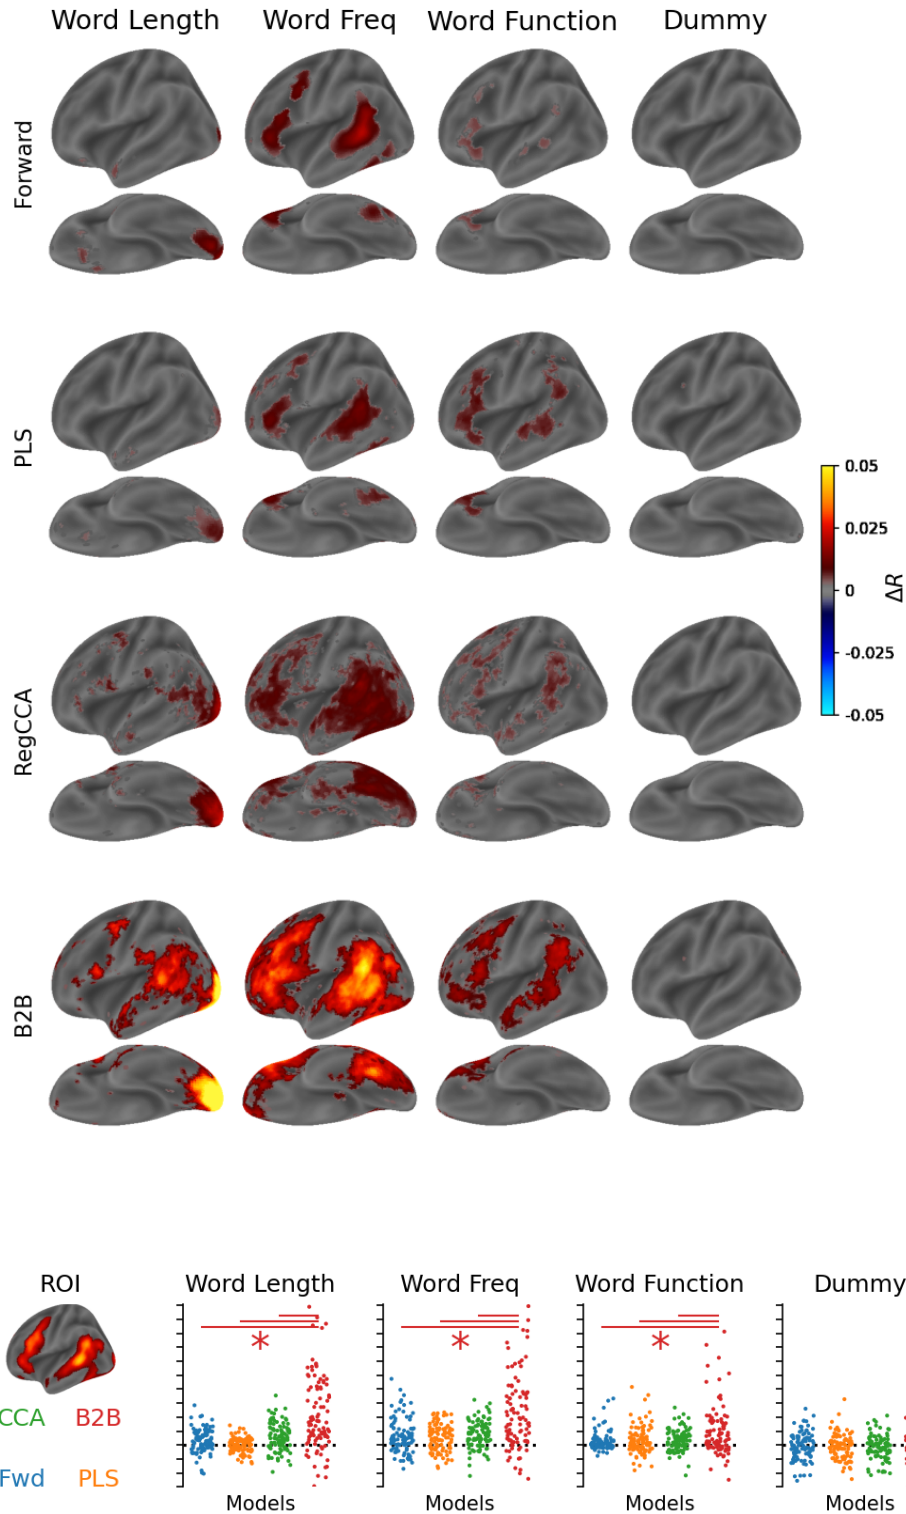 Word Length Word Freq Word Function Dummy
Forward
PLS
0.05
0.025
0
-0.025
-0.05
ΔR
RegCCA
B2B
ROI Word Length Word Freq Word Function Dummy
* * *
CCA B2B
Fwd PLS
Models Models Models Models